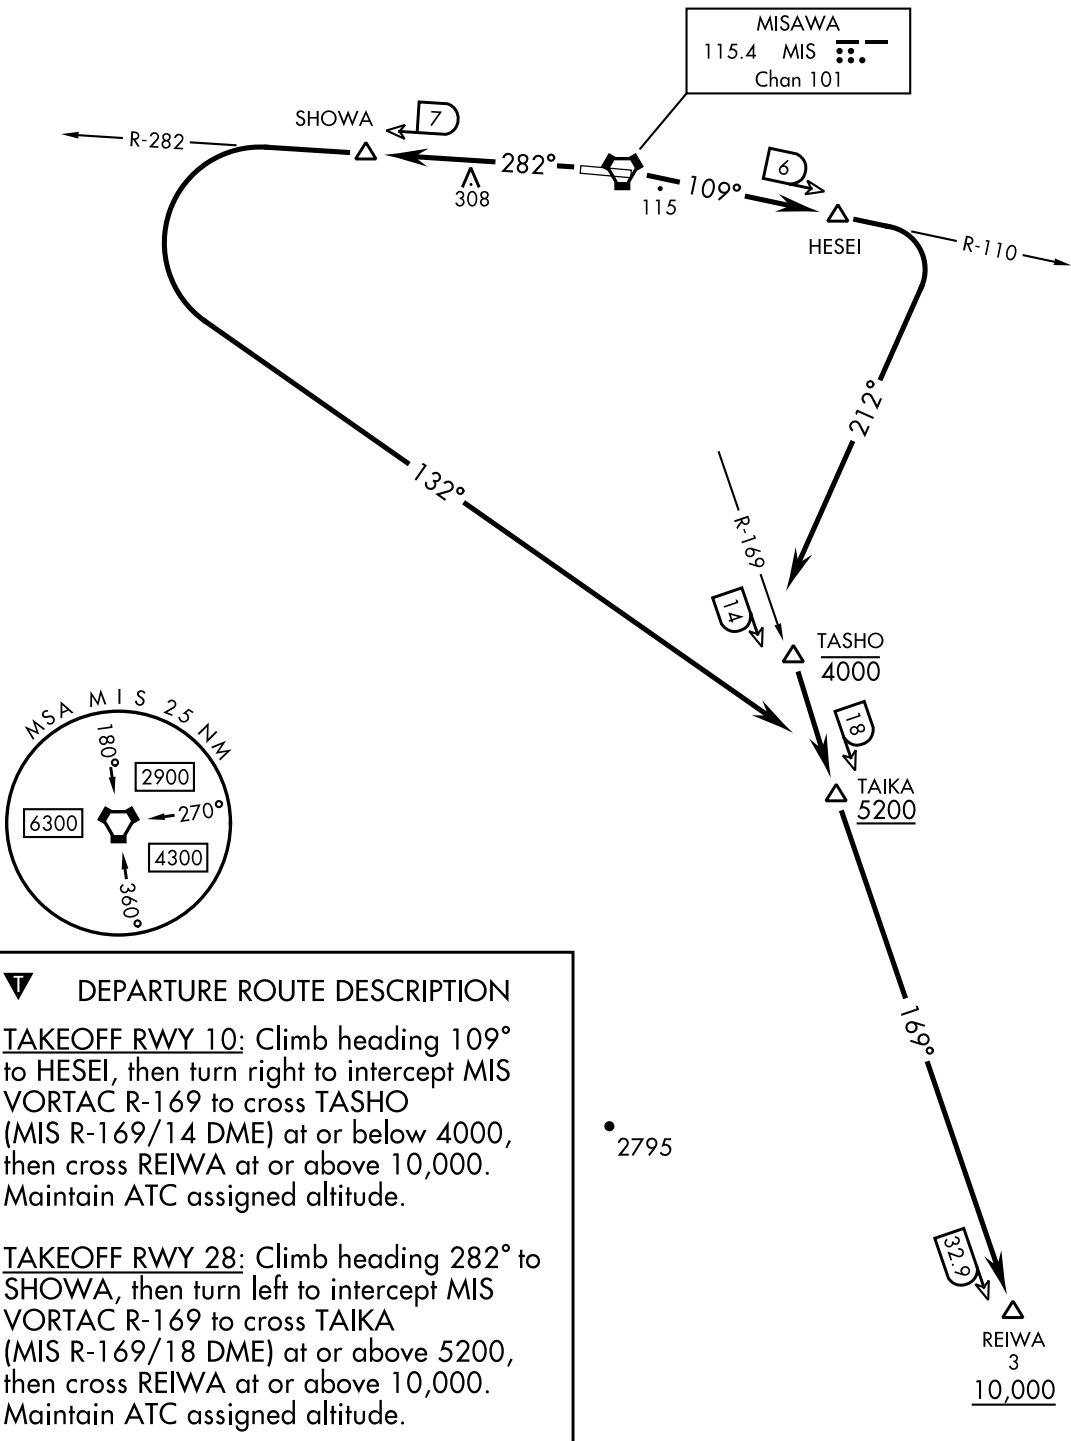 MISAWA
115.4 MIS
Chan 101
SHOWA
7
R-282
282°
308
115
109°
6
HESEI
R-110
212°
132°
R-169
14
TASHO
4000
18
TAIKA
5200
MSA MIS 25 NM
180°
2900
270°
6300
4300
360°
169°
2795
32.9
REIWA
3
10,000
T DEPARTURE ROUTE DESCRIPTION
TAKEOFF RWY 10: Climb heading 109°
to HESEI, then turn right to intercept MIS
VORTAC R-169 to cross TASHO
(MIS R-169/14 DME) at or below 4000,
then cross REIWA at or above 10,000.
Maintain ATC assigned altitude.
TAKEOFF RWY 28: Climb heading 282° to
SHOWA, then turn left to intercept MIS
VORTAC R-169 to cross TAIKA
(MIS R-169/18 DME) at or above 5200,
then cross REIWA at or above 10,000.
Maintain ATC assigned altitude.